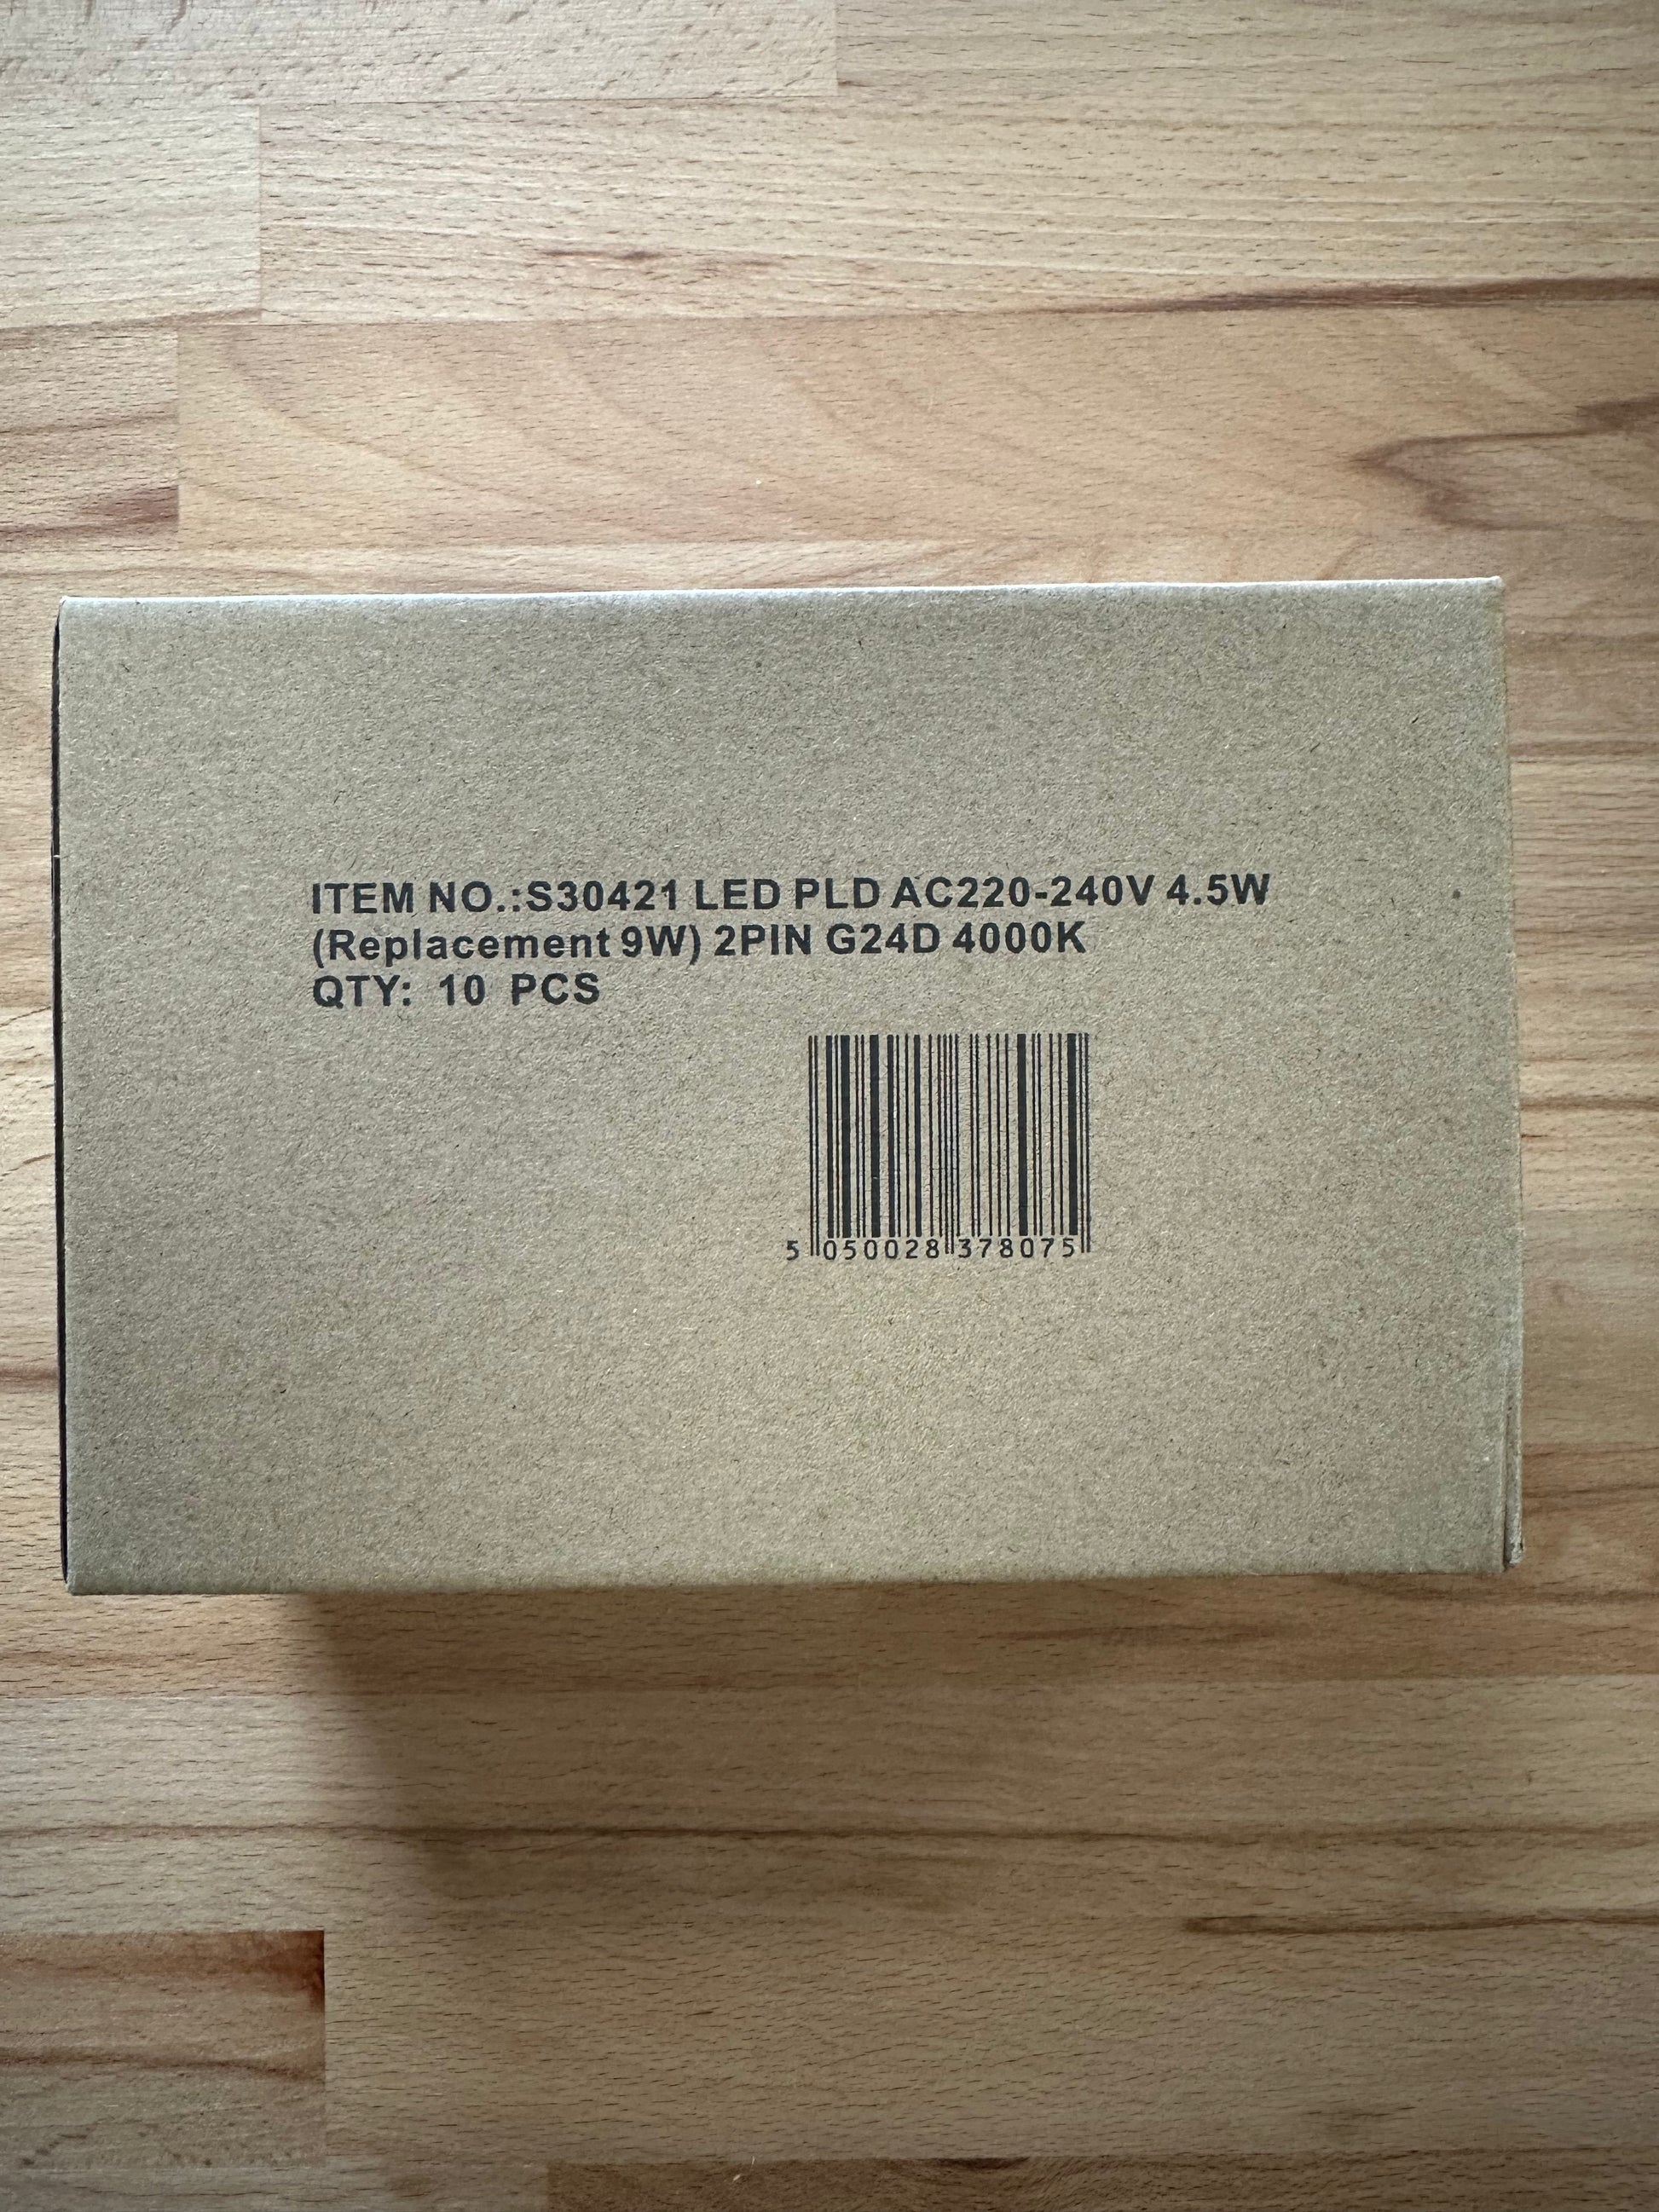 ITEM NO.:S30421 LED PLD AC220-240V 4.5W
(Replacement 9W) 2PIN G24D 4000K
QTY: 10 PCS
5 050028 378075